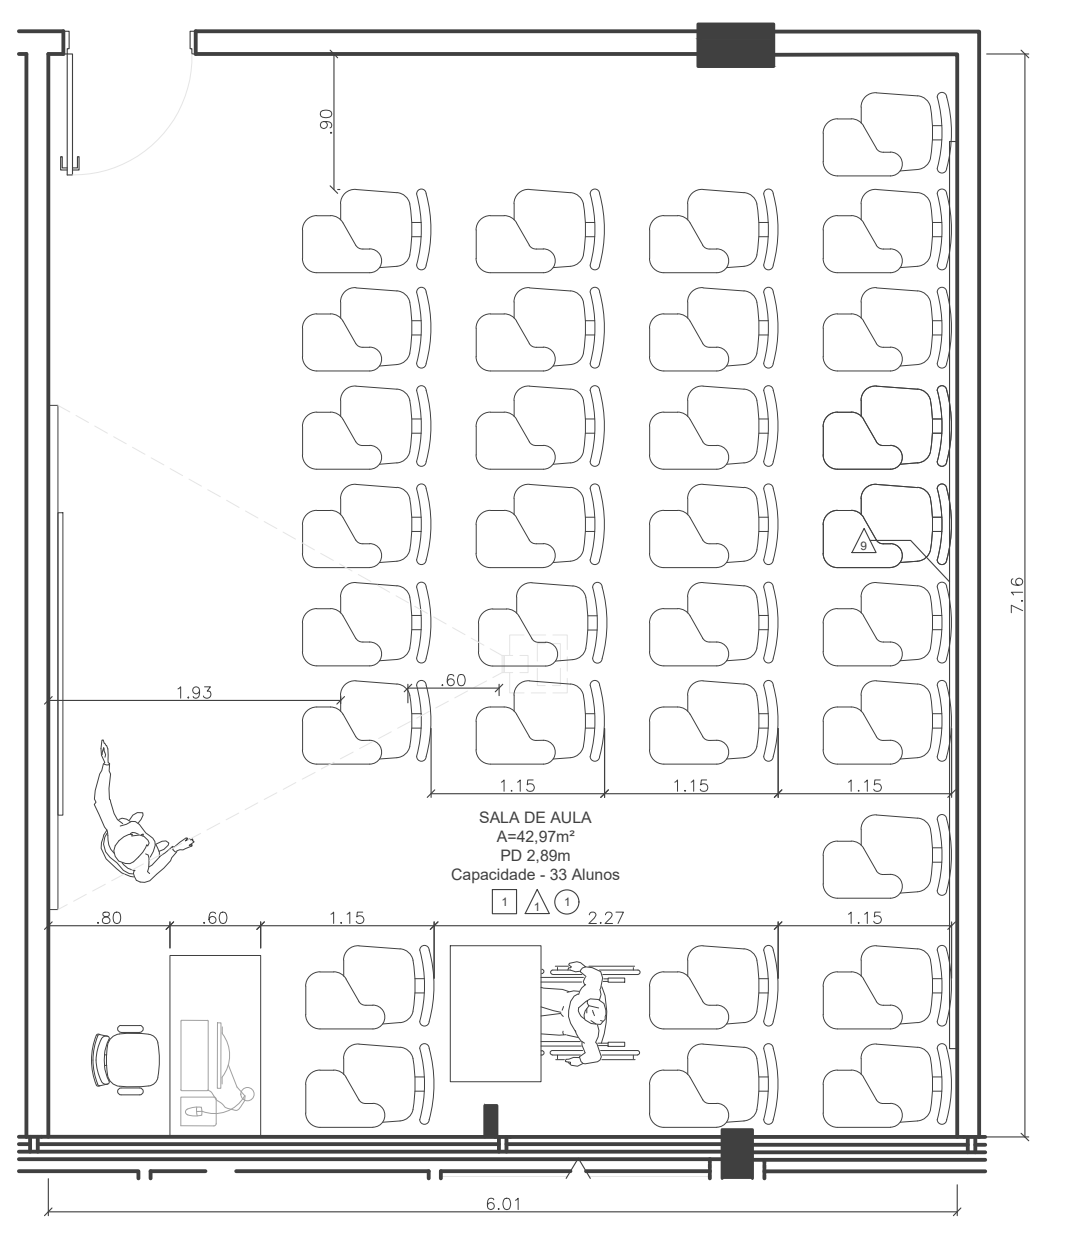 .90
9
7.16
1.93
.60
1.15
1.15
1.15
SALA DE AULA
A=42,97m²
PD 2,89m
Capacidade - 33 Alunos
1 1 1
.80
.60
1.15
2.27
1.15
6.01